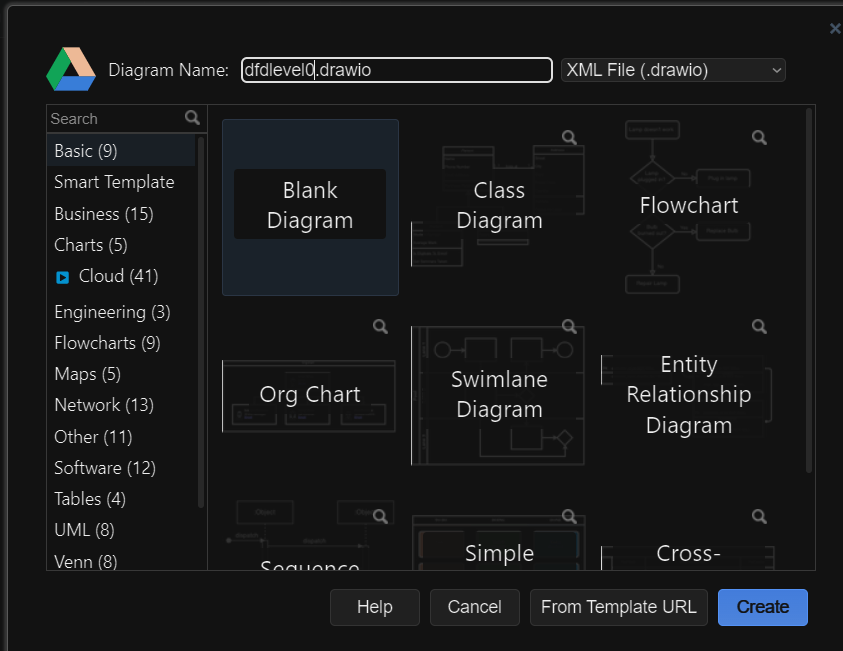 Diagram Name:
dfdlevel0.drawio
XML File (.drawio)
Search
Basic (9)
Smart Template
Business (15)
Charts (5)
Cloud (41)
Engineering (3)
Flowcharts (9)
Maps (5)
Network (13)
Other (11)
Software (12)
Tables (4)
UML (8)
Venn (8)
Blank
Diagram
Class
Diagram
Flowchart
Org Chart
Swimlane
Diagram
Entity
Relationship
Diagram
Sequence
Simple
Cross-
Help
Cancel
From Template URL
Create